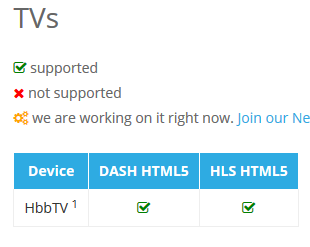 TVs
supported
not supported
we are working on it right now. Join our Ne
Device DASH HTML5 HLS HTML5
HbbTV 1